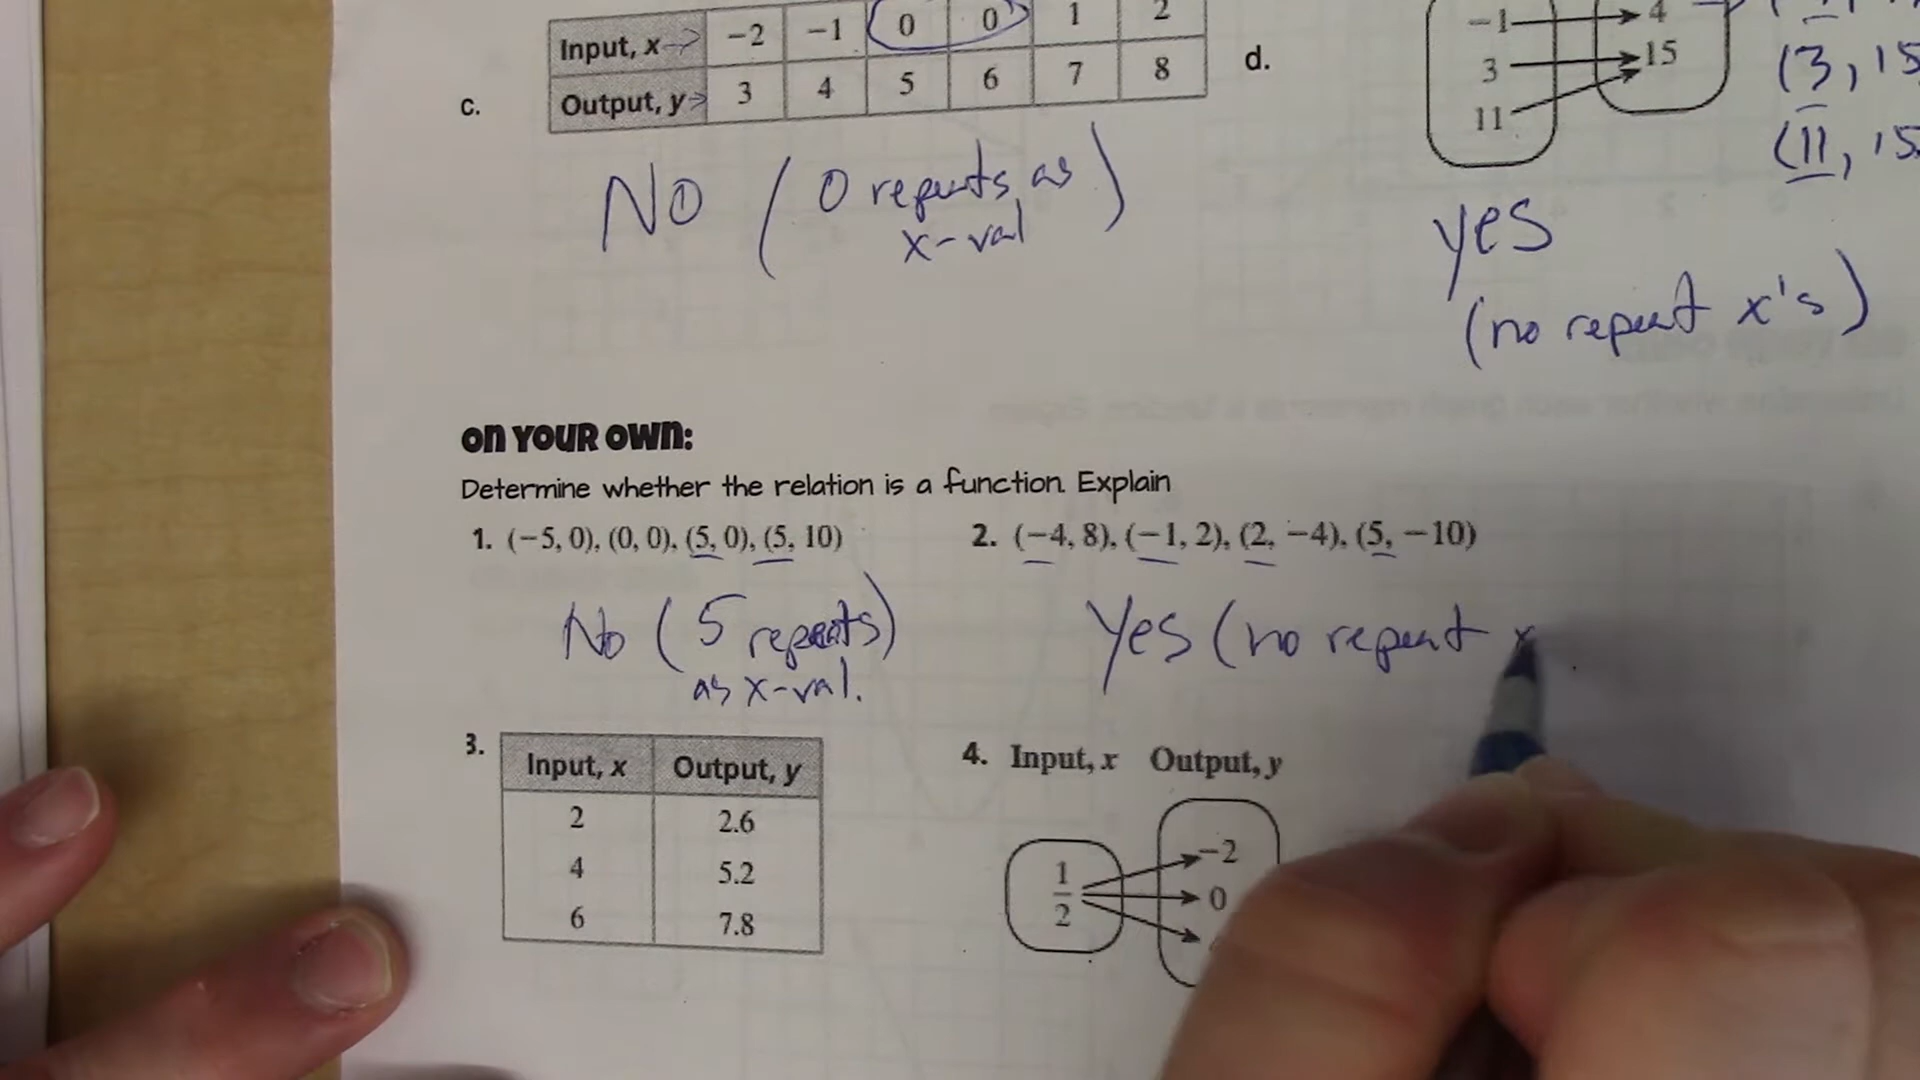 Input, x → -2 -1 0 0 1 2
Output, y → 3 4 5 6 7 8
c.
d.
-1 4
3 15
11
(3, 15
(11, 15
NO (0 repeats as
x-val)
yes
(no repeat x's)
On Your Own:
Determine whether the relation is a function. Explain
1. (−5, 0), (0, 0), (5, 0), (5, 10)
2. (−4, 8), (−1, 2), (2, −4), (5, −10)
No (5 repeats)
as x-val.
Yes (no repeat x
3. Input, x Output, y
2 2.6
4 5.2
6 7.8
4. Input, x Output, y
1/2
-2
0